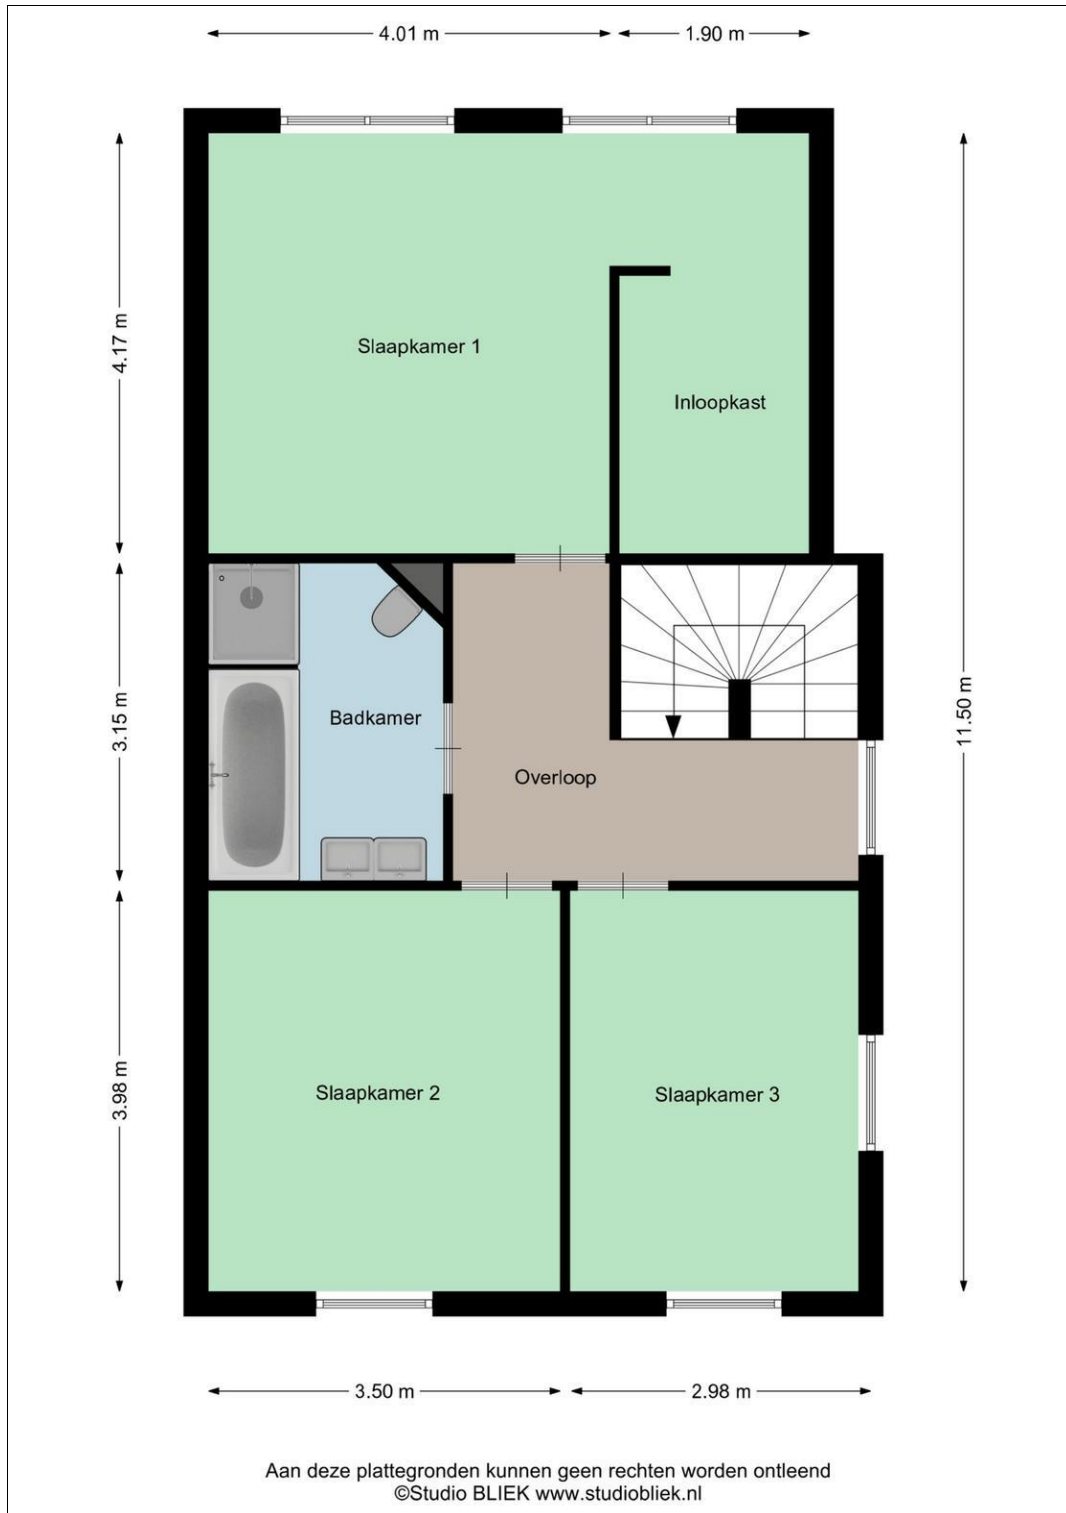 4.01 m
1.90 m
4.17 m
Slaapkamer 1
Inloopkast
3.15 m
Badkamer
Overloop
11.50 m
3.98 m
Slaapkamer 2
Slaapkamer 3
3.50 m
2.98 m
Aan deze plattegronden kunnen geen rechten worden ontleend
©Studio BLIEK www.studiobliek.nl